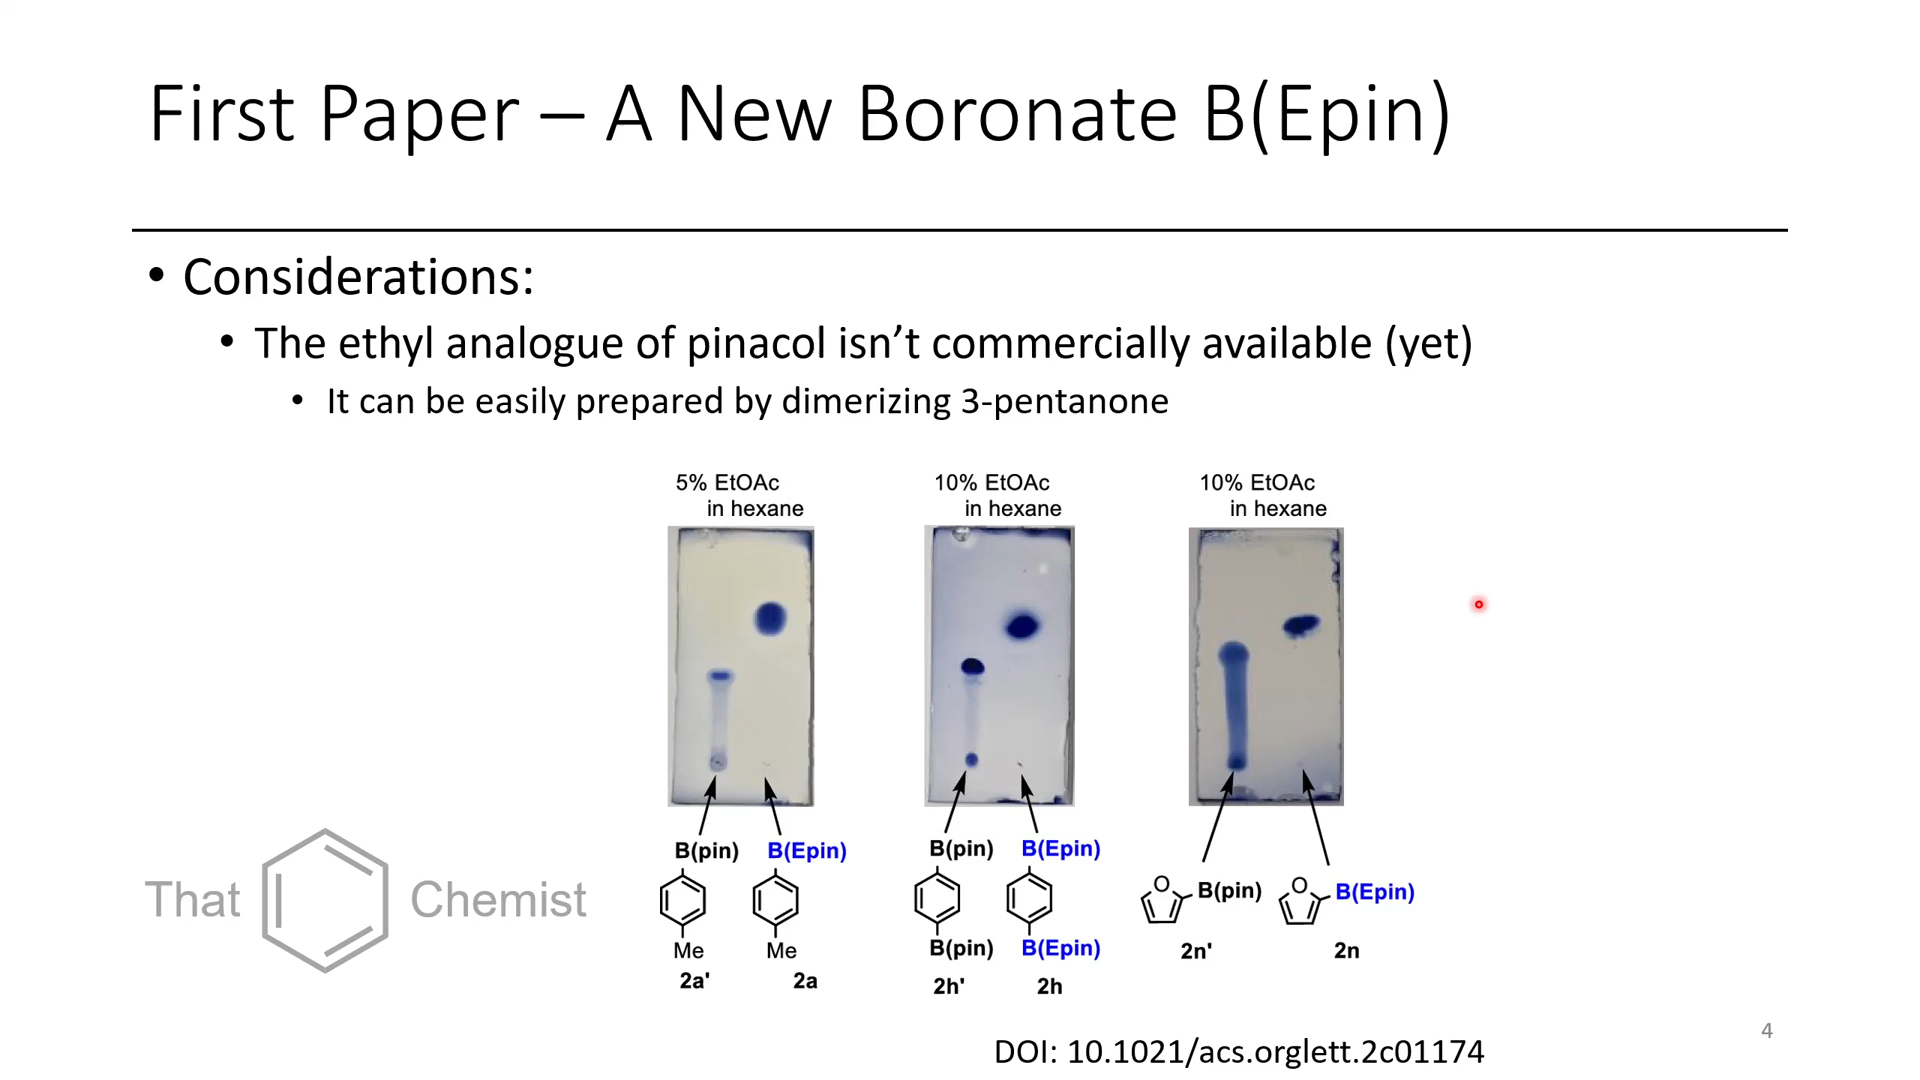 First Paper – A New Boronate B(Epin)
• Considerations:
• The ethyl analogue of pinacol isn’t commercially available (yet)
• It can be easily prepared by dimerizing 3-pentanone
5% EtOAc
in hexane
10% EtOAc
in hexane
10% EtOAc
in hexane
B(pin) B(Epin)
Me Me
2a' 2a
B(pin) B(Epin)
B(pin) B(Epin)
2h' 2h
O B(pin) O B(Epin)
2n' 2n
That Chemist
DOI: 10.1021/acs.orglett.2c01174
4